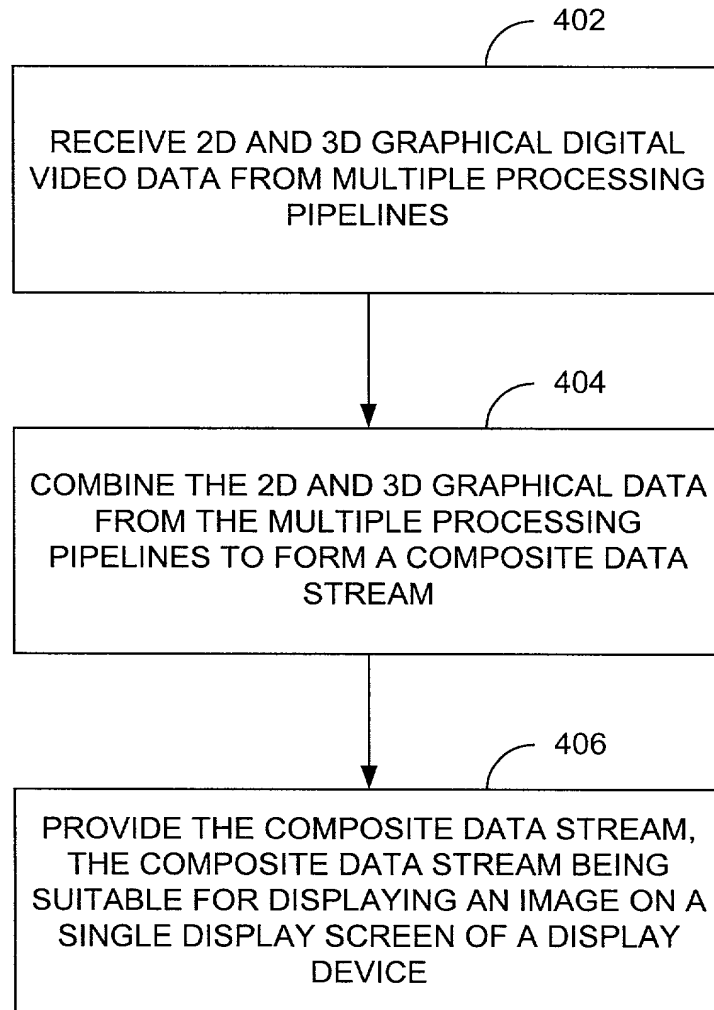 402
RECEIVE 2D AND 3D GRAPHICAL DIGITAL
VIDEO DATA FROM MULTIPLE PROCESSING
PIPELINES
404
COMBINE THE 2D AND 3D GRAPHICAL DATA
FROM THE MULTIPLE PROCESSING
PIPELINES TO FORM A COMPOSITE DATA
STREAM
406
PROVIDE THE COMPOSITE DATA STREAM,
THE COMPOSITE DATA STREAM BEING
SUITABLE FOR DISPLAYING AN IMAGE ON A
SINGLE DISPLAY SCREEN OF A DISPLAY
DEVICE